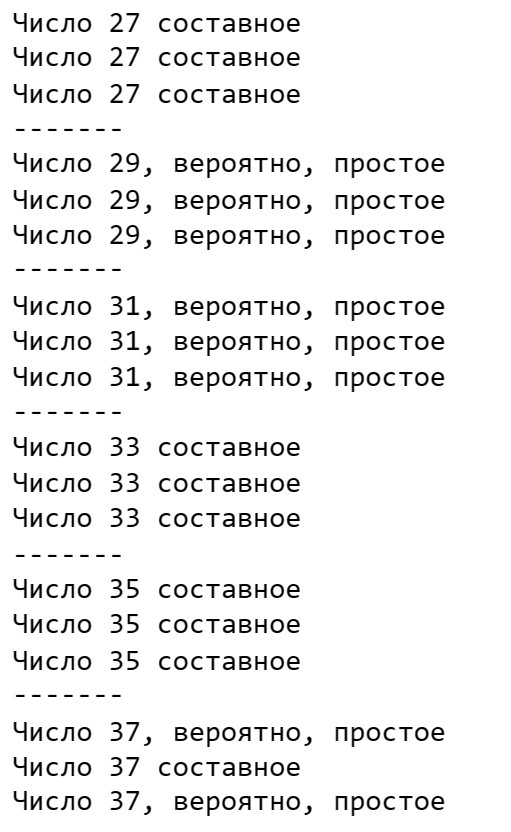 Число 27 составное
Число 27 составное
Число 27 составное
-------
Число 29, вероятно, простое
Число 29, вероятно, простое
Число 29, вероятно, простое
-------
Число 31, вероятно, простое
Число 31, вероятно, простое
Число 31, вероятно, простое
-------
Число 33 составное
Число 33 составное
Число 33 составное
-------
Число 35 составное
Число 35 составное
Число 35 составное
-------
Число 37, вероятно, простое
Число 37 составное
Число 37, вероятно, простое